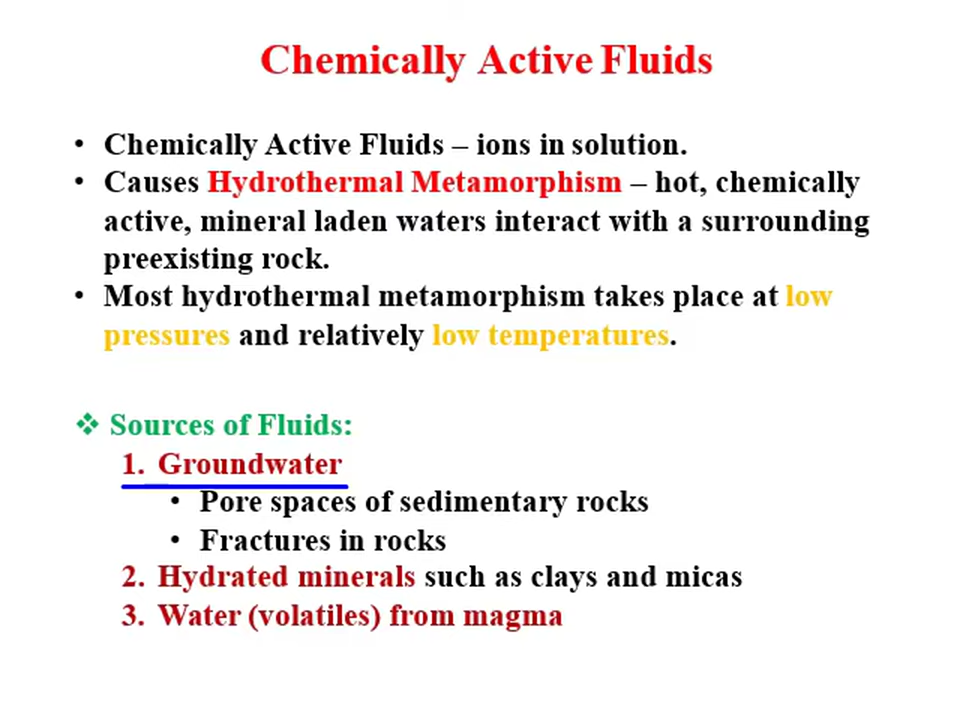 Chemically Active Fluids
• Chemically Active Fluids – ions in solution.
• Causes Hydrothermal Metamorphism – hot, chemically
active, mineral laden waters interact with a surrounding
preexisting rock.
• Most hydrothermal metamorphism takes place at low
pressures and relatively low temperatures.
❖ Sources of Fluids:
1. Groundwater
• Pore spaces of sedimentary rocks
• Fractures in rocks
2. Hydrated minerals such as clays and micas
3. Water (volatiles) from magma